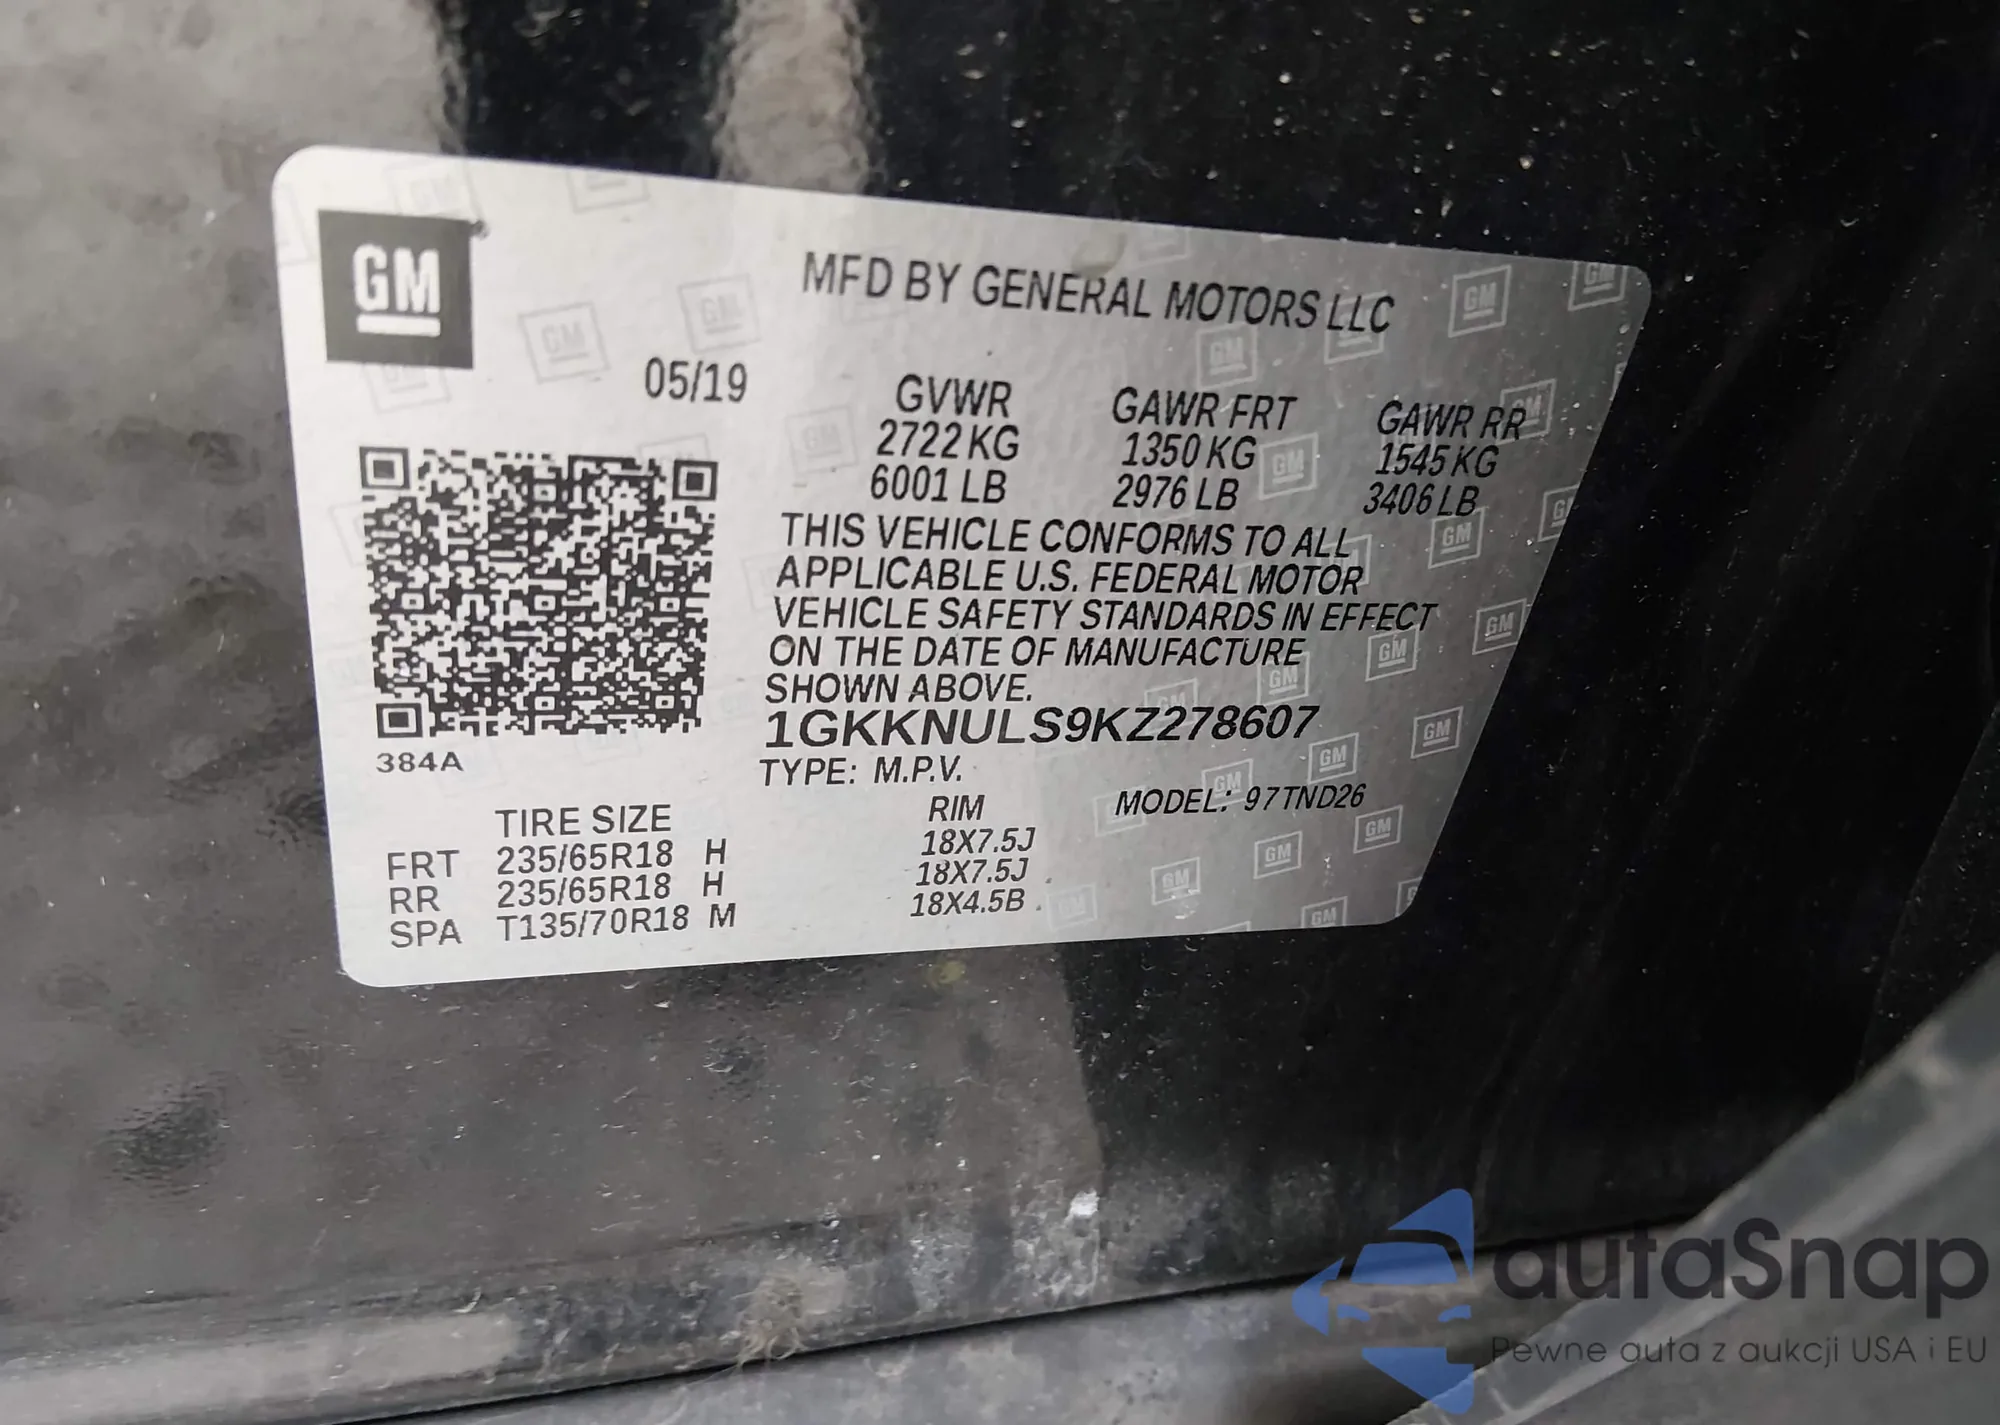 GM
MFD BY GENERAL MOTORS LLC
05/19
GVWR GAWR FRT GAWR RR
2722 KG 1350 KG 1545 KG
6001 LB 2976 LB 3406 LB
THIS VEHICLE CONFORMS TO ALL
APPLICABLE U.S. FEDERAL MOTOR
VEHICLE SAFETY STANDARDS IN EFFECT
ON THE DATE OF MANUFACTURE
SHOWN ABOVE.
1GKKNULS9KZ278607
384A
TYPE: M.P.V.
MODEL: 97TND26
TIRE SIZE RIM
FRT 235/65R18 H 18X7.5J
RR 235/65R18 H 18X7.5J
SPA T135/70R18 M 18X4.5B
autaSnap
Pewne auta z aukcji USA i EU